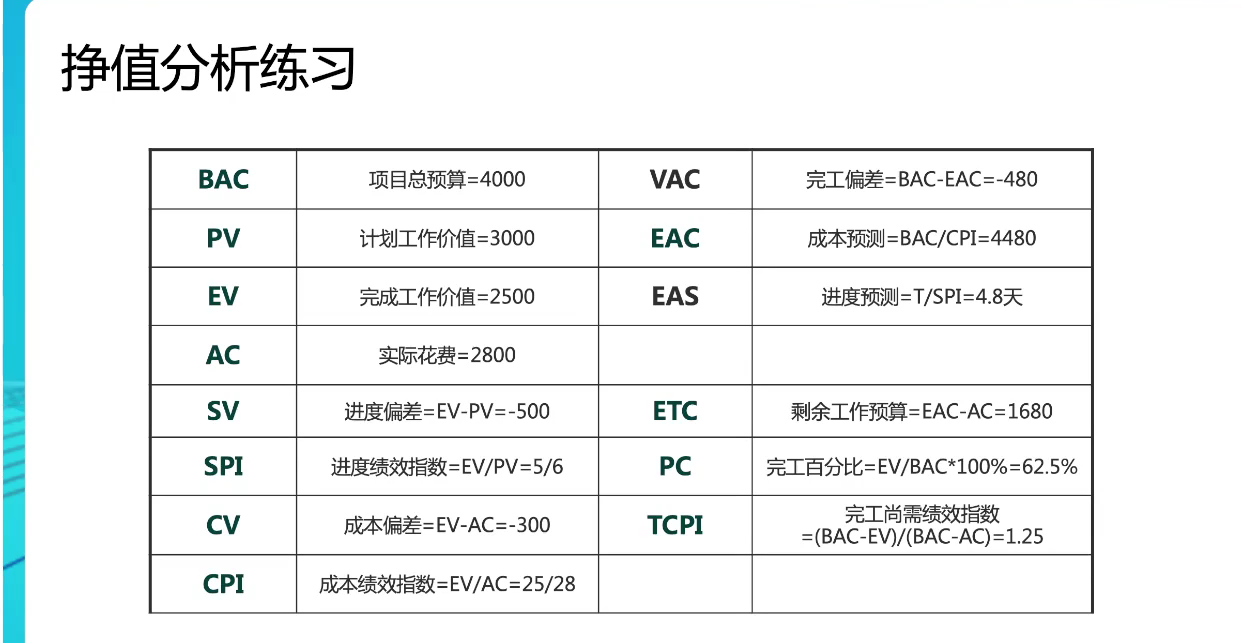 挣值分析练习
BAC 项目总预算=4000 VAC 完工偏差=BAC-EAC=-480
PV 计划工作价值=3000 EAC 成本预测=BAC/CPI=4480
EV 完成工作价值=2500 EAS 进度预测=T/SPI=4.8天
AC 实际花费=2800
SV 进度偏差=EV-PV=-500 ETC 剩余工作预算=EAC-AC=1680
SPI 进度绩效指数=EV/PV=5/6 PC 完工百分比=EV/BAC*100%=62.5%
CV 成本偏差=EV-AC=-300 TCPI 完工尚需绩效指数
=(BAC-EV)/(BAC-AC)=1.25
CPI 成本绩效指数=EV/AC=25/28